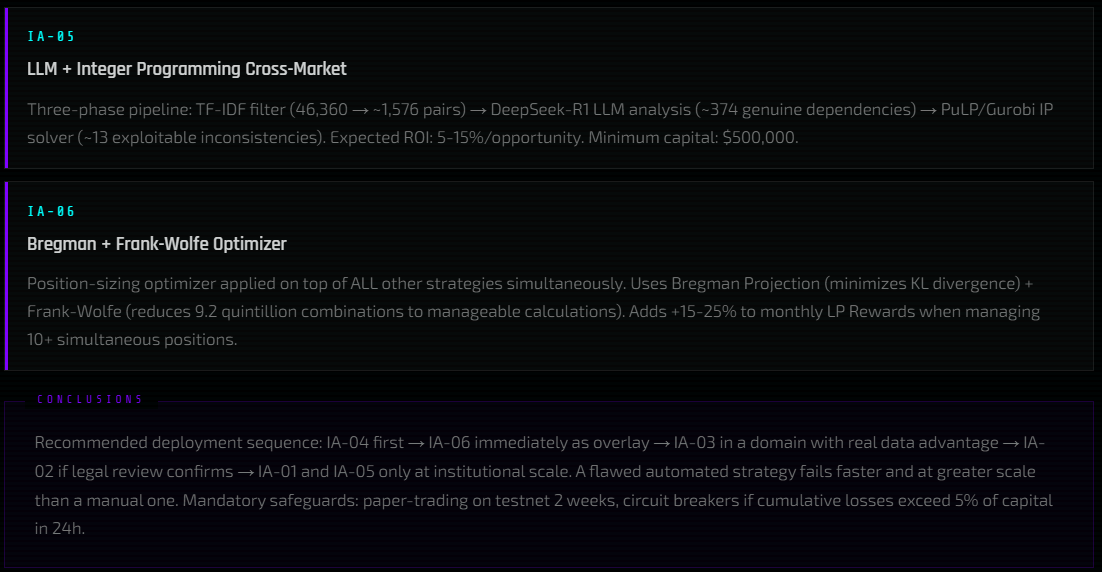 IA-05
LLM + Integer Programming Cross-Market
Three-phase pipeline: TF-IDF filter (46,360 → ~1,576 pairs) → DeepSeek-R1 LLM analysis (~374 genuine dependencies) → PuLP/Gurobi IP
solver (~13 exploitable inconsistencies). Expected ROI: 5-15%/opportunity. Minimum capital: $500,000.
IA-06
Bregman + Frank-Wolfe Optimizer
Position-sizing optimizer applied on top of ALL other strategies simultaneously. Uses Bregman Projection (minimizes KL divergence) +
Frank-Wolfe (reduces 9.2 quintillion combinations to manageable calculations). Adds +15-25% to monthly LP Rewards when managing
10+ simultaneous positions.
CONCLUSIONS
Recommended deployment sequence: IA-04 first → IA-06 immediately as overlay → IA-03 in a domain with real data advantage → IA-
02 if legal review confirms → IA-01 and IA-05 only at institutional scale. A flawed automated strategy fails faster and at greater scale
than a manual one. Mandatory safeguards: paper-trading on testnet 2 weeks, circuit breakers if cumulative losses exceed 5% of capital
in 24h.